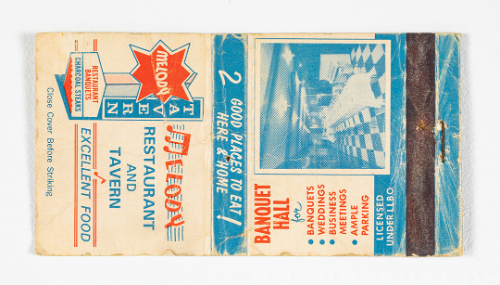 MELODY
TAVERN
RESTAURANT
BANQUETS
CHARCOAL STEAKS
MELODY
RESTAURANT
AND
TAVERN
EXCELLENT FOOD
Close Cover Before Striking
2 GOOD PLACES TO EAT
HERE & HOME!
BANQUET
HALL
for
• BANQUETS
• WEDDINGS
• BUSINESS
MEETINGS
• AMPLE
PARKING
LICENSED
UNDER LLBO.